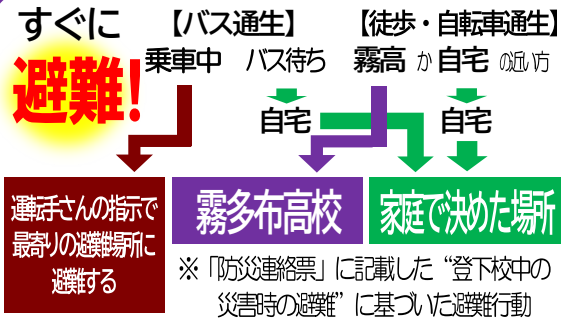 すぐに
避難!
【バス通生】
乗車中 バス待ち
【徒歩・自転車通生】
霧高 か 自宅 の近い方
自宅
自宅
運転手さんの指示で
最寄りの避難場所に
避難する
霧多布高校
家庭で決めた場所
※「防災連絡票」に記載した“登下校中の
災害時の避難”に基づいた避難行動